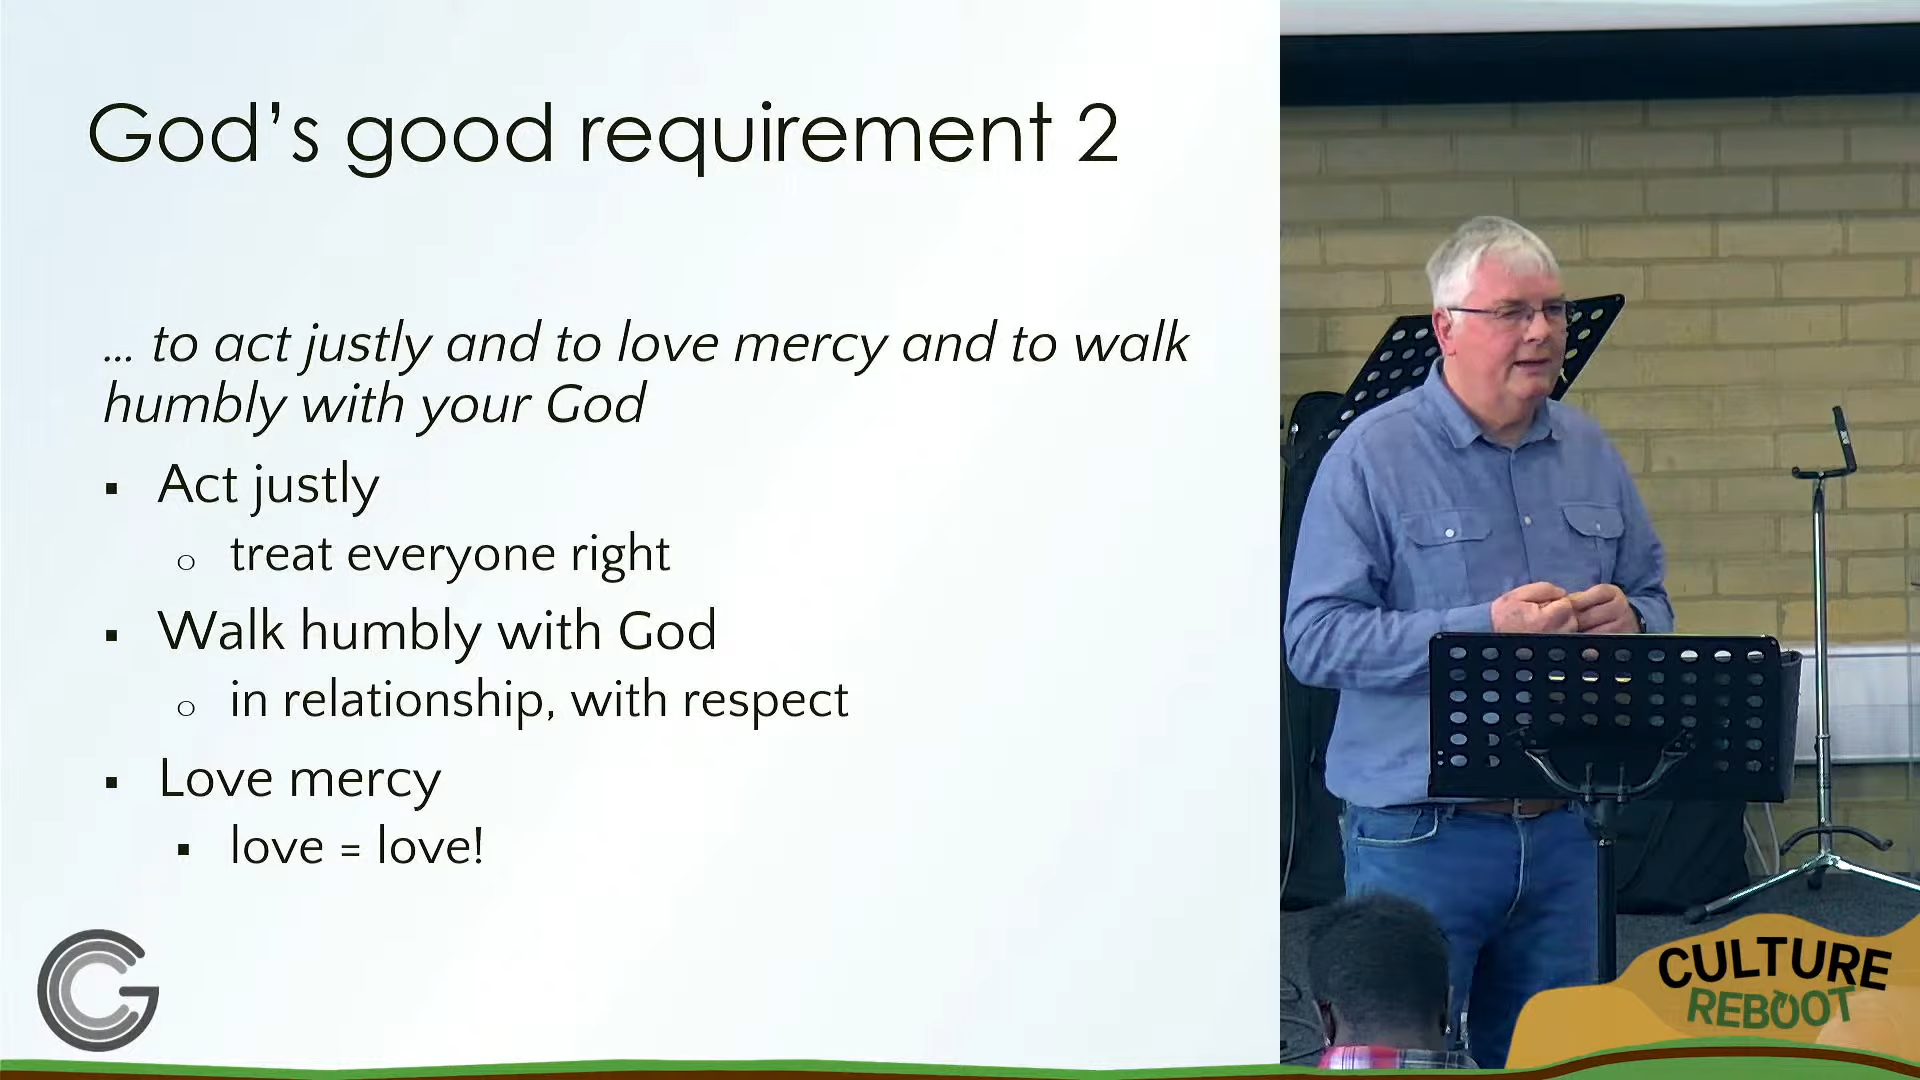 God's good requirement 2
... to act justly and to love mercy and to walk
humbly with your God
▪ Act justly
o treat everyone right
▪ Walk humbly with God
o in relationship, with respect
▪ Love mercy
▪ love = love!
CULTURE
REBOOT